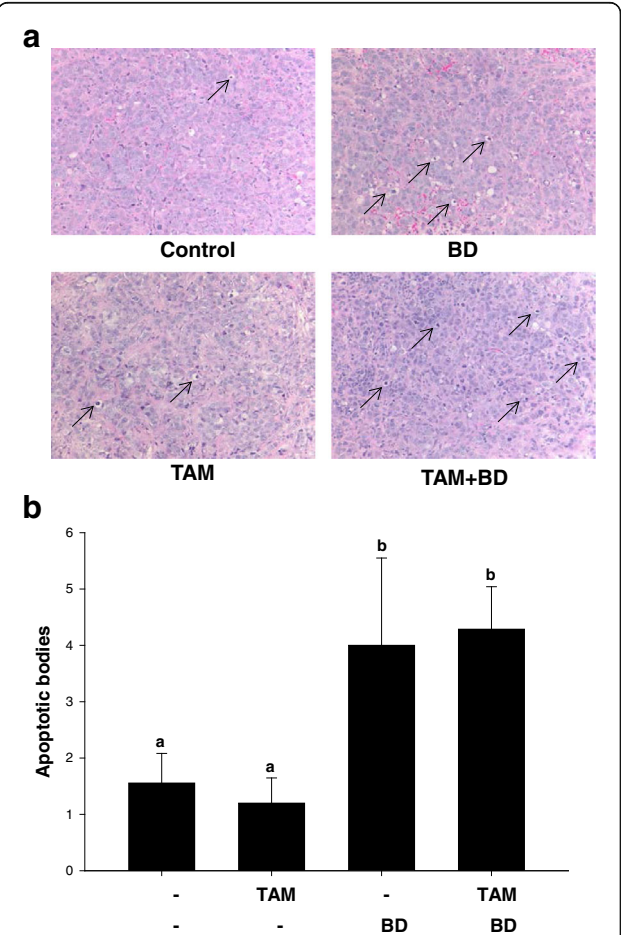 a
Control BD
TAM TAM+BD
b
Apoptotic bodies
6
5
4
3
2
1
0
a
a
b
b
- TAM - TAM
- - BD BD